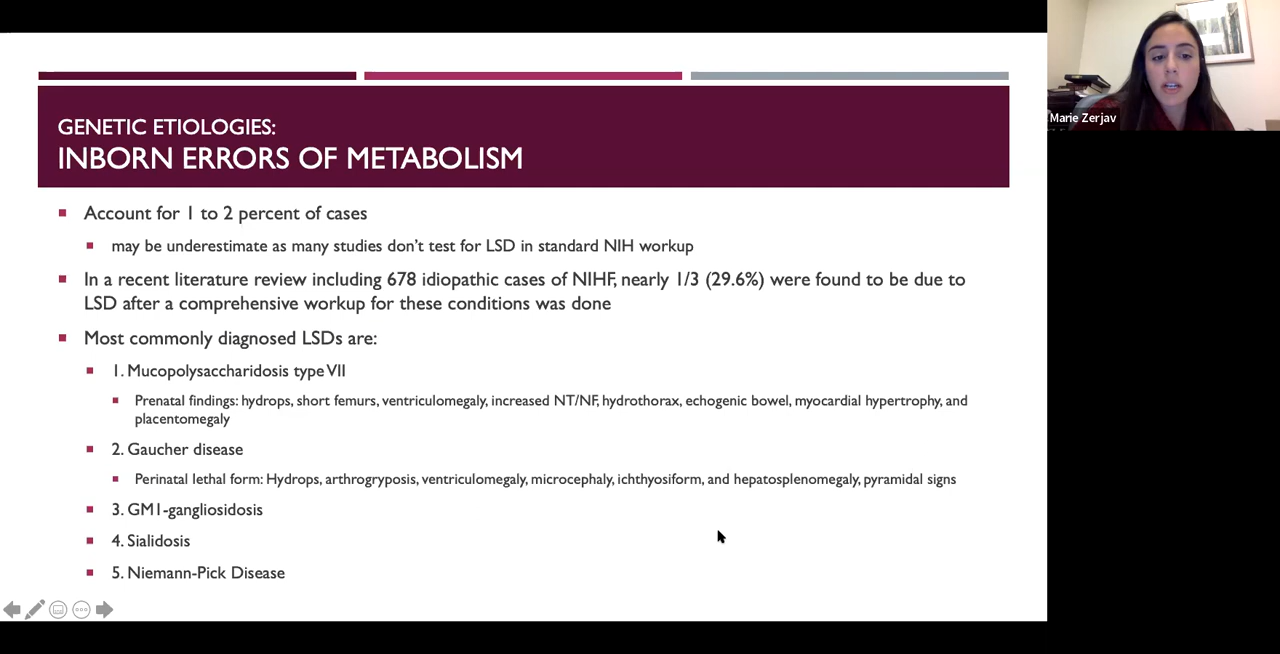 GENETIC ETIOLOGIES:
INBORN ERRORS OF METABOLISM
Marie Zerjav
Account for 1 to 2 percent of cases
may be underestimate as many studies don't test for LSD in standard NIH workup
In a recent literature review including 678 idiopathic cases of NIHF, nearly 1/3 (29.6%) were found to be due to
LSD after a comprehensive workup for these conditions was done
Most commonly diagnosed LSDs are:
1. Mucopolysaccharidosis type VII
Prenatal findings: hydrops, short femurs, ventriculomegaly, increased NT/NF, hydrothorax, echogenic bowel, myocardial hypertrophy, and
placentomegaly
2. Gaucher disease
Perinatal lethal form: Hydrops, arthrogryposis, ventriculomegaly, microcephaly, ichthyosiform, and hepatosplenomegaly, pyramidal signs
3. GM1-gangliosidosis
4. Sialidosis
5. Niemann-Pick Disease